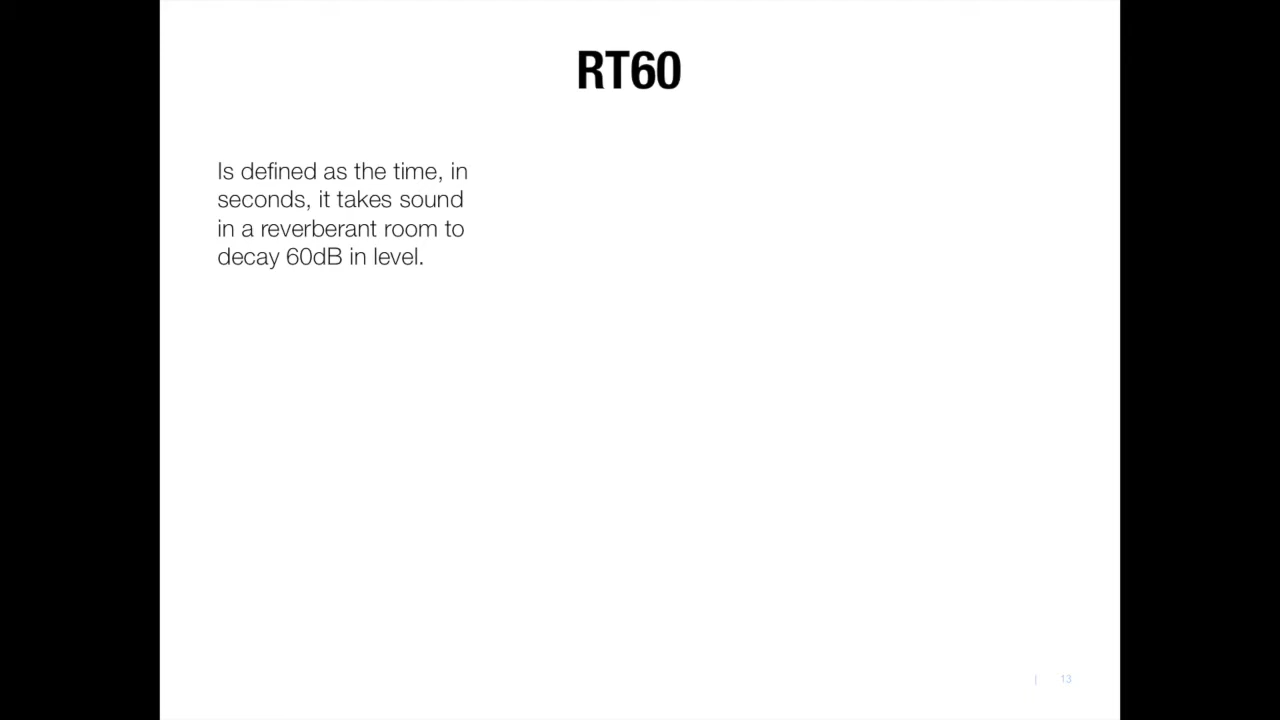 RT60
Is defined as the time, in
seconds, it takes sound
in a reverberant room to
decay 60dB in level.
| 13